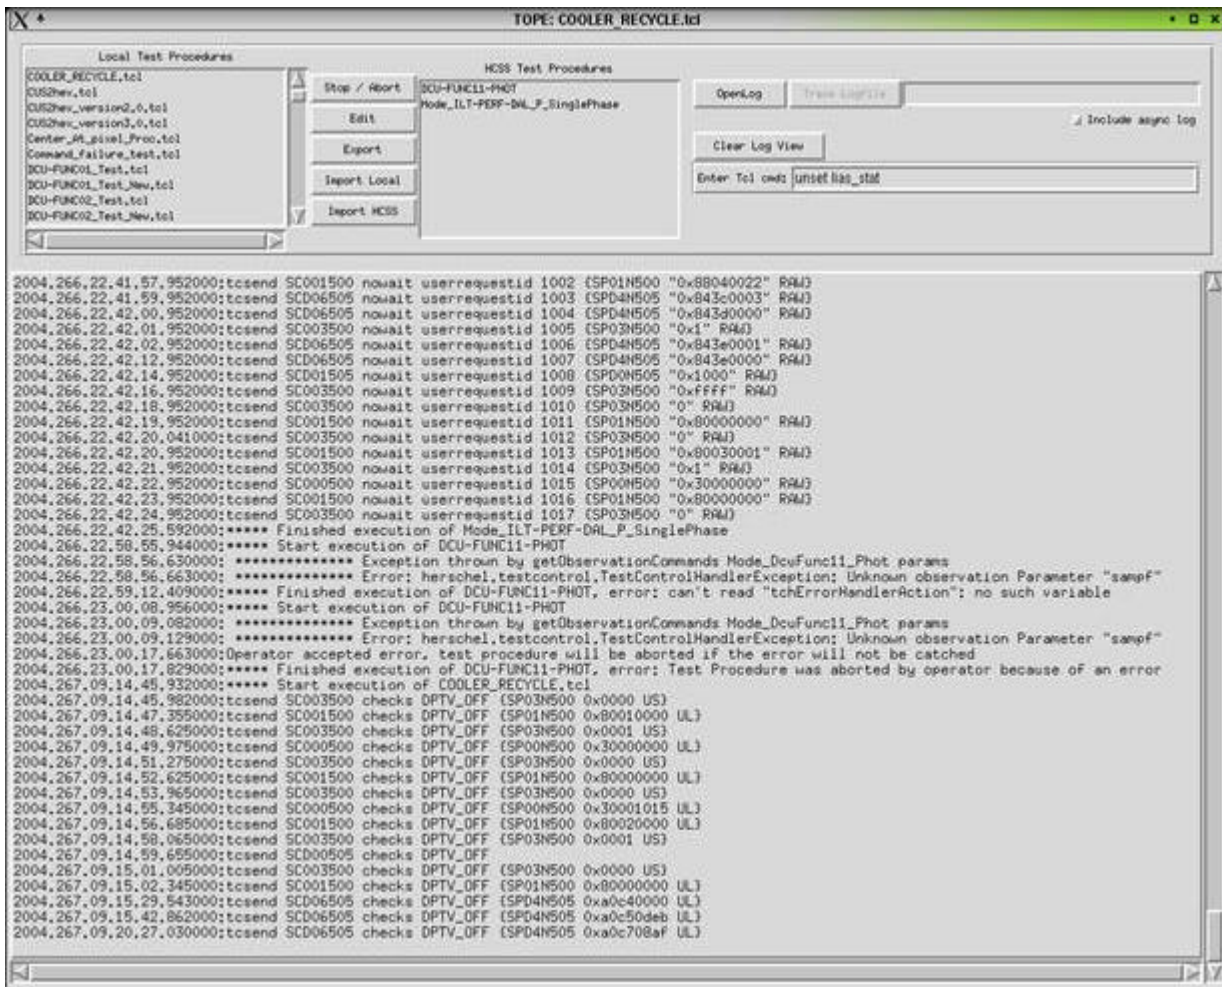 TOPE: COOLER_RECYCLE.tcl
Local Test Procedures
COOLER_RECYCLE.tcl
CUS2hex.tcl
CUS2hex_version2.0.tcl
CUS2hex_version3.0.tcl
Center_At_pixel_Proc.tcl
Command_failure_test.tcl
DCU-FUNC01_Test.tcl
DCU-FUNC01_Test_New.tcl
DCU-FUNC02_Test.tcl
DCU-FUNC02_Test_New.tcl
Stop / Abort
Edit
Export
Import Local
Import HCSS
HCSS Test Procedures
DCU-FUNC11-PHOT
Mode_ILT-PERF-DAL_P_SinglePhase
OpenLog
Trace Logfile
Include async log
Clear Log View
Enter Tcl cmd: unset lias_stat
2004.266.22.41.57.952000:tcsend SC001500 nowait userrequestid 1002 {SP01N500 "0x88040022" RAW}
2004.266.22.41.59.952000:tcsend SCD06505 nowait userrequestid 1003 {SPD4N505 "0x843c0003" RAW}
2004.266.22.42.00.952000:tcsend SCD06505 nowait userrequestid 1004 {SPD4N505 "0x843d0000" RAW}
2004.266.22.42.01.952000:tcsend SC003500 nowait userrequestid 1005 {SP03N500 "0x1" RAW}
2004.266.22.42.02.952000:tcsend SCD06505 nowait userrequestid 1006 {SPD4N505 "0x843e0001" RAW}
2004.266.22.42.12.952000:tcsend SCD06505 nowait userrequestid 1007 {SPD4N505 "0x843e0000" RAW}
2004.266.22.42.14.952000:tcsend SCD01505 nowait userrequestid 1008 {SPD0N505 "0x1000" RAW}
2004.266.22.42.16.952000:tcsend SC003500 nowait userrequestid 1009 {SP03N500 "0xffff" RAW}
2004.266.22.42.18.952000:tcsend SC003500 nowait userrequestid 1010 {SP03N500 "0" RAW}
2004.266.22.42.19.952000:tcsend SC001500 nowait userrequestid 1011 {SP01N500 "0x80000000" RAW}
2004.266.22.42.20.041000:tcsend SC003500 nowait userrequestid 1012 {SP03N500 "0" RAW}
2004.266.22.42.20.952000:tcsend SC001500 nowait userrequestid 1013 {SP01N500 "0x80030001" RAW}
2004.266.22.42.21.952000:tcsend SC003500 nowait userrequestid 1014 {SP03N500 "0x1" RAW}
2004.266.22.42.22.952000:tcsend SC000500 nowait userrequestid 1015 {SP00N500 "0x30000000" RAW}
2004.266.22.42.23.952000:tcsend SC001500 nowait userrequestid 1016 {SP01N500 "0x80000000" RAW}
2004.266.22.42.24.952000:tcsend SC003500 nowait userrequestid 1017 {SP03N500 "0" RAW}
2004.266.22.42.25.592000:***** Finished execution of Mode_ILT-PERF-DAL_P_SinglePhase
2004.266.22.58.55.944000:***** Start execution of DCU-FUNC11-PHOT
2004.266.22.58.56.630000: *************** Exception thrown by getObservationCommands Mode_DcuFunc11_Phot params
2004.266.22.58.56.663000: *************** Error: herschel.testcontrol.TestControlHandlerException: Unknown observation Parameter "sampf"
2004.266.22.59.12.409000:***** Finished execution of DCU-FUNC11-PHOT, error: can't read "tchErrorHandlerAction": no such variable
2004.266.23.00.08.956000:***** Start execution of DCU-FUNC11-PHOT
2004.266.23.00.09.082000: *************** Exception thrown by getObservationCommands Mode_DcuFunc11_Phot params
2004.266.23.00.09.129000: *************** Error: herschel.testcontrol.TestControlHandlerException: Unknown observation Parameter "sampf"
2004.266.23.00.17.663000:Operator accepted error, test procedure will be aborted if the error will not be catched
2004.266.23.00.17.829000:***** Finished execution of DCU-FUNC11-PHOT, error: Test Procedure was aborted by operator because of an error
2004.267.09.14.45.932000:***** Start execution of COOLER_RECYCLE.tcl
2004.267.09.14.45.982000:tcsend SC003500 checks DPTV_OFF {SP03N500 0x0000 US}
2004.267.09.14.47.355000:tcsend SC001500 checks DPTV_OFF {SP01N500 0x80010000 UL}
2004.267.09.14.48.625000:tcsend SC003500 checks DPTV_OFF {SP03N500 0x0001 US}
2004.267.09.14.49.975000:tcsend SC000500 checks DPTV_OFF {SP00N500 0x30000000 UL}
2004.267.09.14.51.275000:tcsend SC003500 checks DPTV_OFF {SP03N500 0x0000 US}
2004.267.09.14.52.625000:tcsend SC001500 checks DPTV_OFF {SP01N500 0x80000000 UL}
2004.267.09.14.53.965000:tcsend SC003500 checks DPTV_OFF {SP03N500 0x0000 US}
2004.267.09.14.55.345000:tcsend SC000500 checks DPTV_OFF {SP00N500 0x30001015 UL}
2004.267.09.14.56.685000:tcsend SC001500 checks DPTV_OFF {SP01N500 0x80020000 UL}
2004.267.09.14.58.065000:tcsend SC003500 checks DPTV_OFF {SP03N500 0x0001 US}
2004.267.09.14.59.655000:tcsend SCD00505 checks DPTV_OFF
2004.267.09.15.01.005000:tcsend SC003500 checks DPTV_OFF {SP03N500 0x0000 US}
2004.267.09.15.02.345000:tcsend SC001500 checks DPTV_OFF {SP01N500 0x80000000 UL}
2004.267.09.15.29.543000:tcsend SCD06505 checks DPTV_OFF {SPD4N505 0xa0c40000 UL}
2004.267.09.15.42.862000:tcsend SCD06505 checks DPTV_OFF {SPD4N505 0xa0c50deb UL}
2004.267.09.20.27.030000:tcsend SCD06505 checks DPTV_OFF {SPD4N505 0xa0c708af UL}